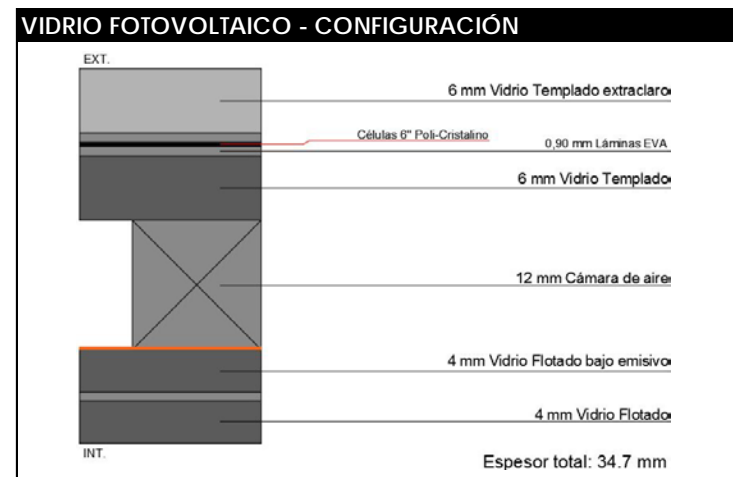 VIDRIO FOTOVOLTAICO - CONFIGURACIÓN
EXT.
6 mm Vidrio Templado extraclaro
Células 6" Poli-Cristalino
0,90 mm Láminas EVA
6 mm Vidrio Templado
12 mm Cámara de aire
4 mm Vidrio Flotado bajo emisivo
4 mm Vidrio Flotado
INT.
Espesor total: 34.7 mm